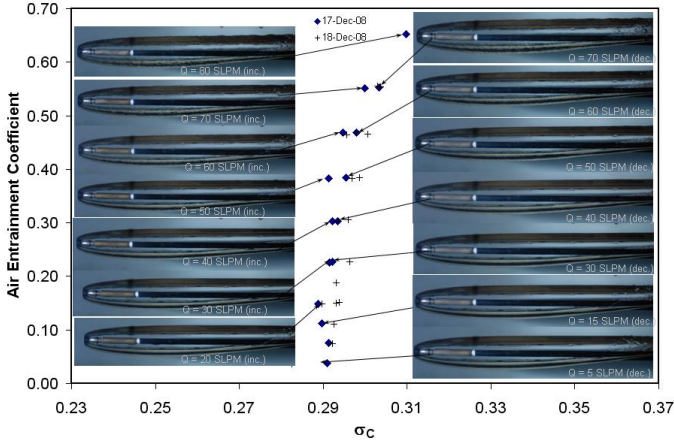 0.70
0.60
0.50
0.40
0.30
0.20
0.10
0.00
Air Entrainment Coefficient
17-Dec-08
18-Dec-08
Q = 80 SLPM (inc.)
Q = 70 SLPM (inc.)
Q = 60 SLPM (inc.)
Q = 50 SLPM (inc.)
Q = 40 SLPM (inc.)
Q = 30 SLPM (inc.)
Q = 20 SLPM (inc.)
Q = 70 SLPM (dec.)
Q = 60 SLPM (dec.)
Q = 50 SLPM (dec.)
Q = 40 SLPM (dec.)
Q = 30 SLPM (dec.)
Q = 15 SLPM (dec.)
Q = 5 SLPM (dec.)
0.23 0.25 0.27 0.29 0.31 0.33 0.35 0.37
σC